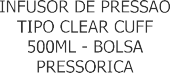 INFUSOR DE PRESSAO
TIPO CLEAR CUFF
500ML - BOLSA
PRESSORICA